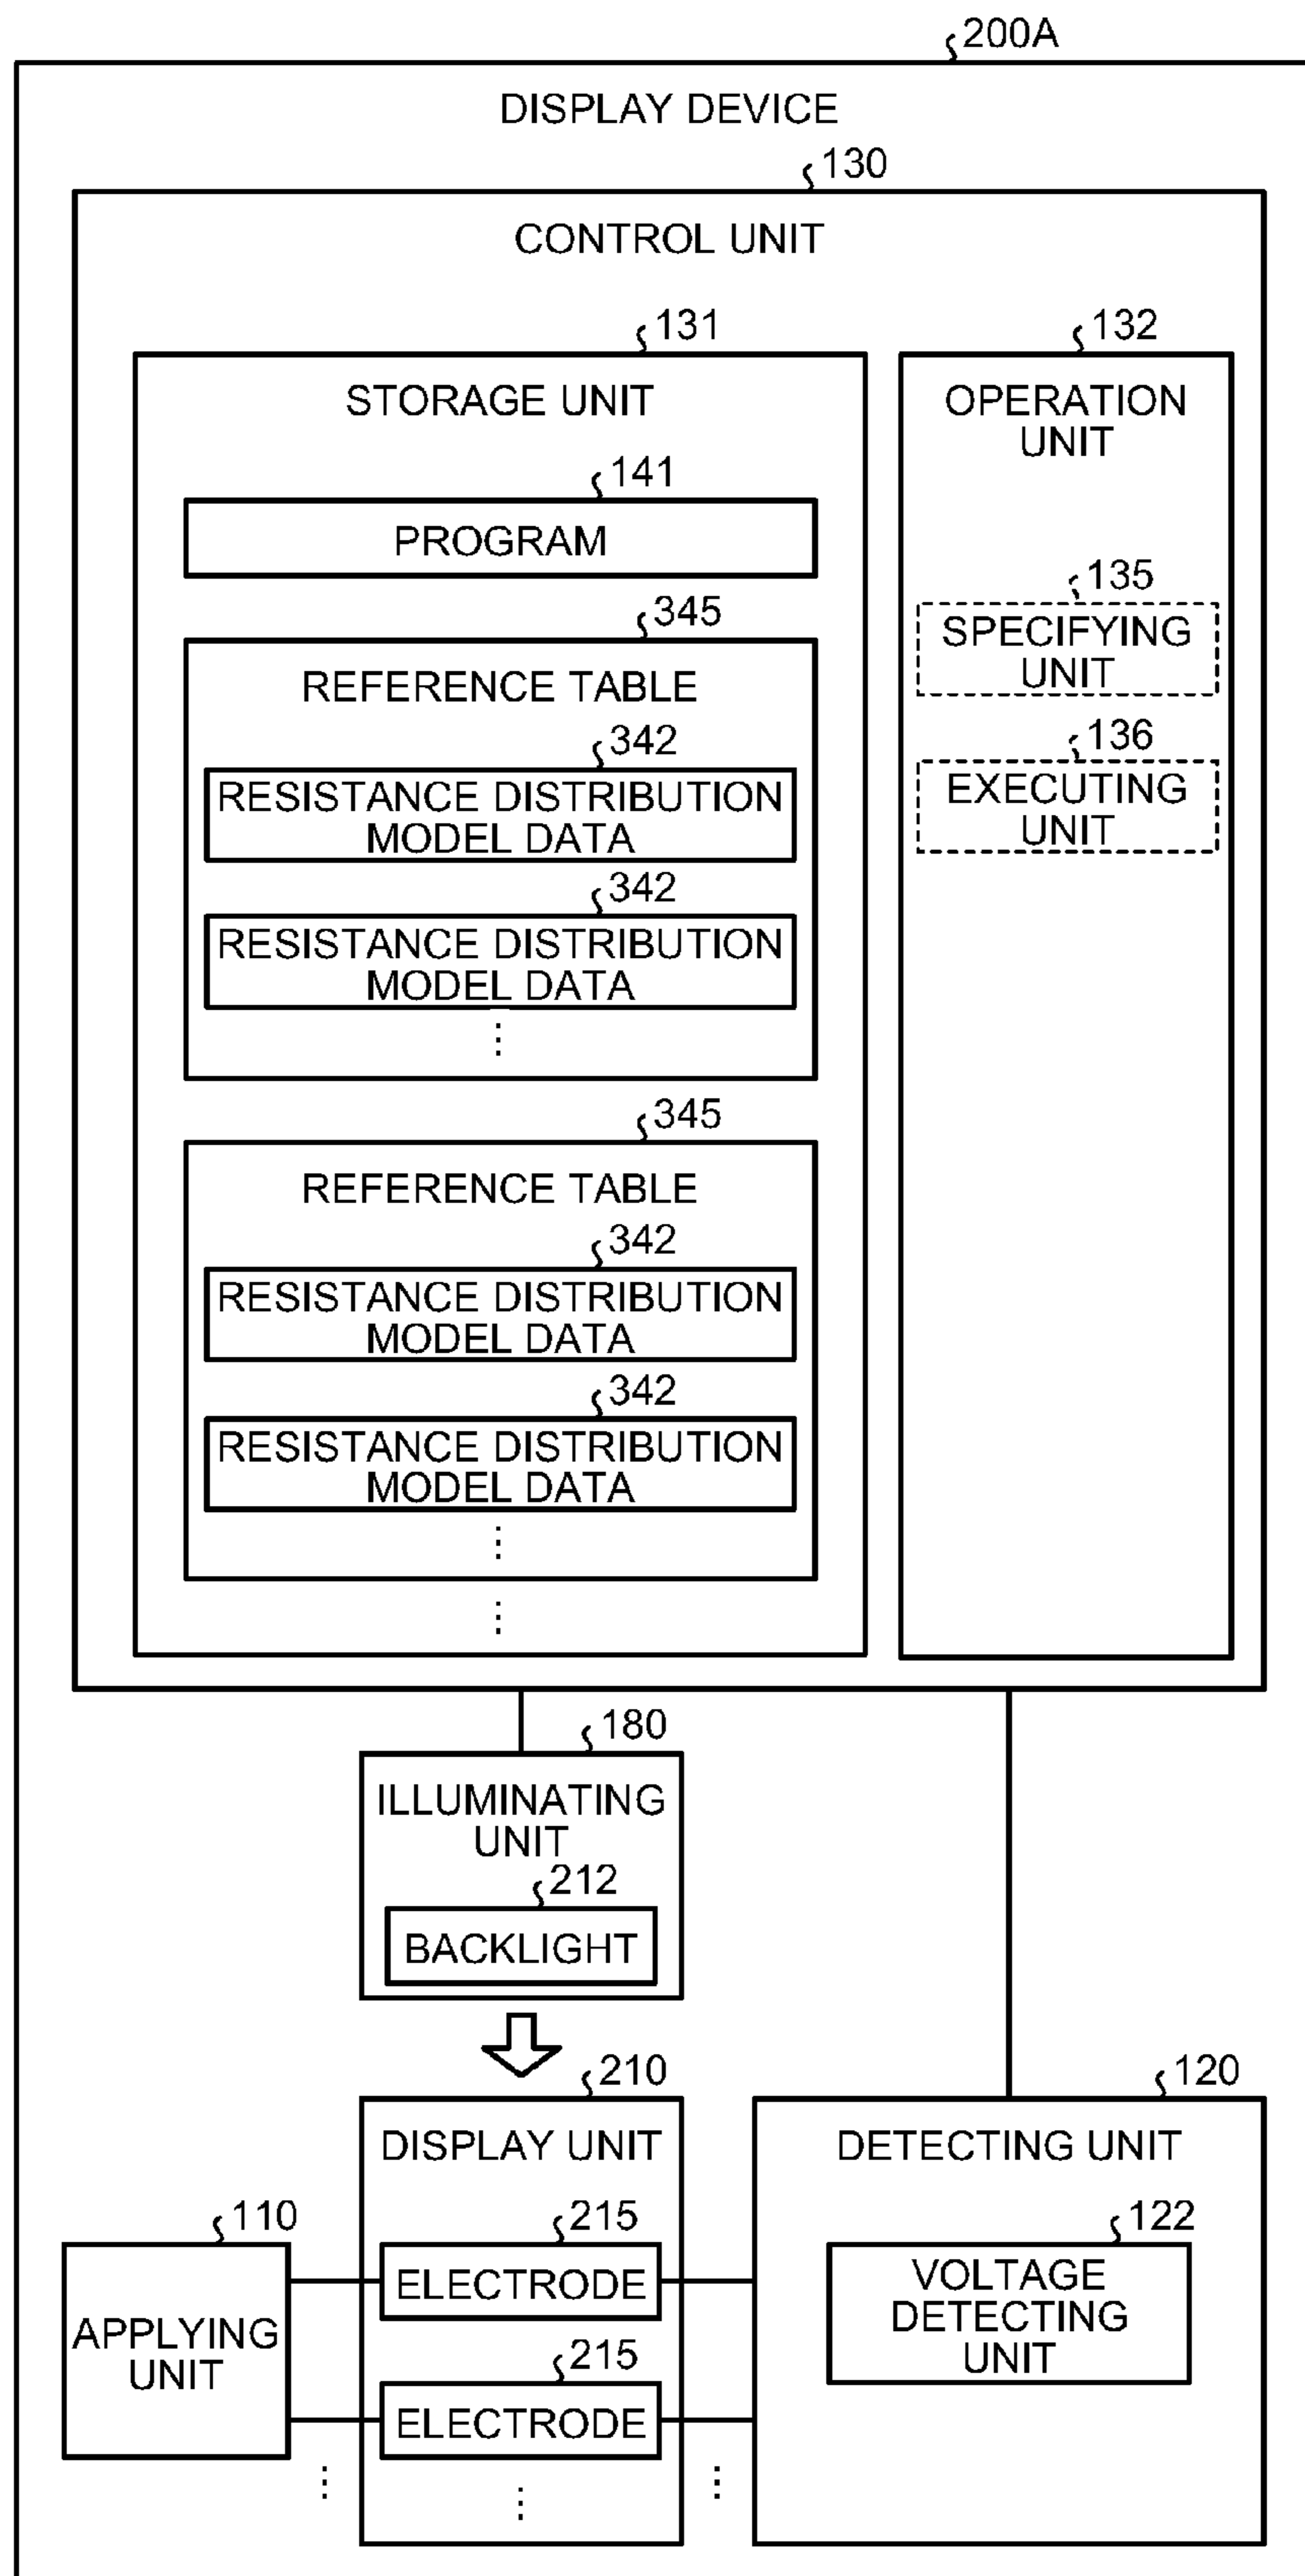 200A
DISPLAY DEVICE
130
CONTROL UNIT
131
STORAGE UNIT
141
PROGRAM
345
REFERENCE TABLE
342
RESISTANCE DISTRIBUTION
MODEL DATA
342
RESISTANCE DISTRIBUTION
MODEL DATA
345
REFERENCE TABLE
342
RESISTANCE DISTRIBUTION
MODEL DATA
342
RESISTANCE DISTRIBUTION
MODEL DATA
132
OPERATION
UNIT
135
SPECIFYING
UNIT
136
EXECUTING
UNIT
180
ILLUMINATING
UNIT
212
BACKLIGHT
110
APPLYING
UNIT
210
DISPLAY UNIT
215
ELECTRODE
215
ELECTRODE
120
DETECTING UNIT
122
VOLTAGE
DETECTING
UNIT